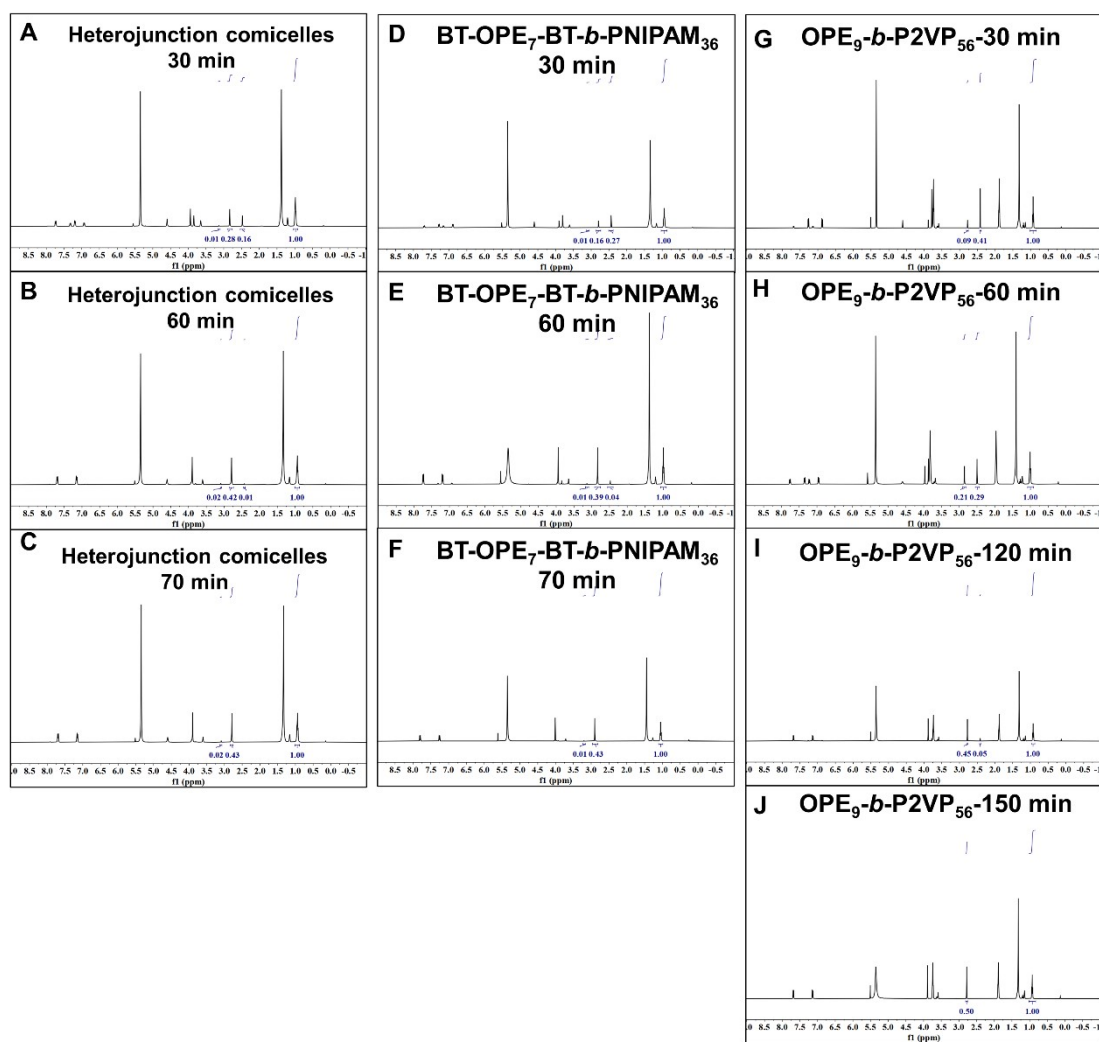 A
Heterojunction comicelles
30 min
0.01 0.28 0.16 1.00
8.5 8.0 7.5 7.0 6.5 6.0 5.5 5.0 4.5 4.0 3.5 3.0 2.5 2.0 1.5 1.0 0.5 0.0 -0.5 -1
f1 (ppm)
B
Heterojunction comicelles
60 min
0.02 0.42 0.01 1.00
8.5 8.0 7.5 7.0 6.5 6.0 5.5 5.0 4.5 4.0 3.5 3.0 2.5 2.0 1.5 1.0 0.5 0.0 -0.5 -1
f1 (ppm)
C
Heterojunction comicelles
70 min
0.02 0.43 1.00
8.5 8.0 7.5 7.0 6.5 6.0 5.5 5.0 4.5 4.0 3.5 3.0 2.5 2.0 1.5 1.0 0.5 0.0 -0.5 -1
f1 (ppm)
D
BT-OPE₇-BT-b-PNIPAM₃₆
30 min
0.01 0.16 0.27 1.00
8.5 8.0 7.5 7.0 6.5 6.0 5.5 5.0 4.5 4.0 3.5 3.0 2.5 2.0 1.5 1.0 0.5 0.0 -0.5
f1 (ppm)
E
BT-OPE₇-BT-b-PNIPAM₃₆
60 min
0.01 0.39 0.04 1.00
8.5 8.0 7.5 7.0 6.5 6.0 5.5 5.0 4.5 4.0 3.5 3.0 2.5 2.0 1.5 1.0 0.5 0.0 -0.5
f1 (ppm)
F
BT-OPE₇-BT-b-PNIPAM₃₆
70 min
0.01 0.43 1.00
8.5 8.0 7.5 7.0 6.5 6.0 5.5 5.0 4.5 4.0 3.5 3.0 2.5 2.0 1.5 1.0 0.5 0.0 -0.5
f1 (ppm)
G
OPE₉-b-P2VP₅₆-30 min
0.09 0.41 1.00
9.0 8.5 8.0 7.5 7.0 6.5 6.0 5.5 5.0 4.5 4.0 3.5 3.0 2.5 2.0 1.5 1.0 0.5 0.0 -0.5 -1
f1 (ppm)
H
OPE₉-b-P2VP₅₆-60 min
0.21 0.29 1.00
9.0 8.5 8.0 7.5 7.0 6.5 6.0 5.5 5.0 4.5 4.0 3.5 3.0 2.5 2.0 1.5 1.0 0.5 0.0 -0.5 -1
f1 (ppm)
I
OPE₉-b-P2VP₅₆-120 min
0.45 0.05 1.00
9.0 8.5 8.0 7.5 7.0 6.5 6.0 5.5 5.0 4.5 4.0 3.5 3.0 2.5 2.0 1.5 1.0 0.5 0.0 -0.5 -1
f1 (ppm)
J
OPE₉-b-P2VP₅₆-150 min
0.50 1.00
9.0 8.5 8.0 7.5 7.0 6.5 6.0 5.5 5.0 4.5 4.0 3.5 3.0 2.5 2.0 1.5 1.0 0.5 0.0 -0.5 -1
f1 (ppm)